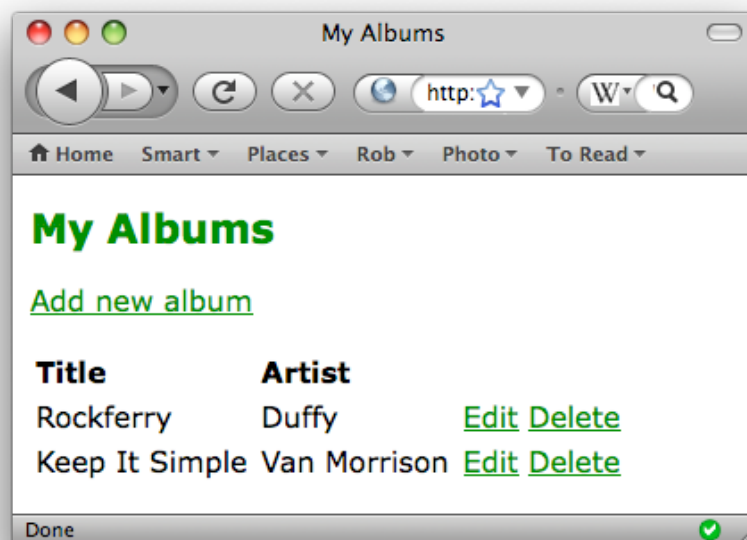 My Albums
http:
W
Home Smart Places Rob Photo To Read
My Albums
Add new album
Title Artist
Rockferry Duffy Edit Delete
Keep It Simple Van Morrison Edit Delete
Done